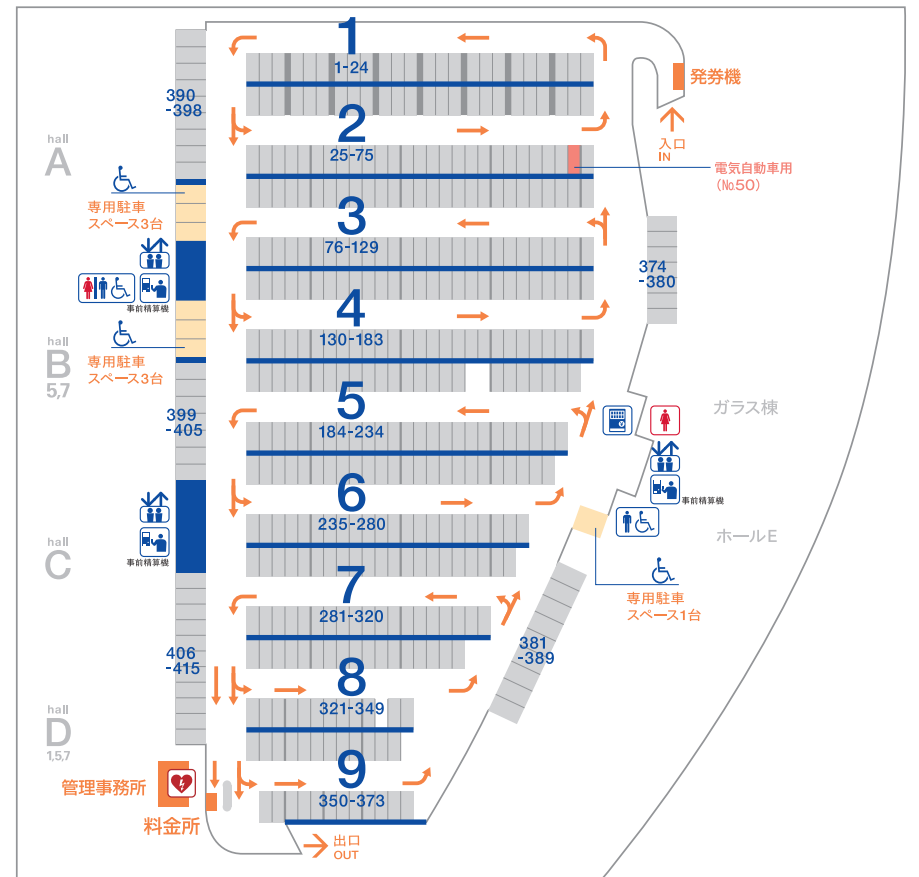 1
1-24
発券機
390
-398
hall
A
2
25-75
入口
IN
電気自動車用
(No.50)
専用駐車
スペース3台
3
76-129
374
-380
事前精算機
4
130-183
hall
B
5,7
専用駐車
スペース3台
399
-405
5
184-234
ガラス棟
事前精算機
6
235-280
ホールE
hall
C
事前精算機
7
281-320
専用駐車
スペース1台
381
-389
406
-415
8
321-349
hall
D
1,5,7
管理事務所
料金所
9
350-373
出口
OUT